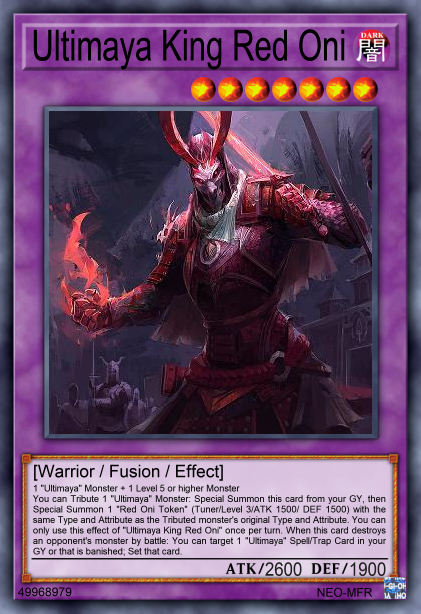 Ultimaya King Red Oni
DARK
闇
[Warrior / Fusion / Effect]
1 "Ultimaya" Monster + 1 Level 5 or higher Monster
You can Tribute 1 "Ultimaya" Monster: Special Summon this card from your GY, then
Special Summon 1 "Red Oni Token" (Tuner/Level 3/ATK 1500/ DEF 1500) with the
same Type and Attribute as the Tributed monster's original Type and Attribute. You can
only use this effect of "Ultimaya King Red Oni" once per turn. When this card destroys
an opponent's monster by battle: You can target 1 "Ultimaya" Spell/Trap Card in your
GY or that is banished; Set that card.
ATK/2600 DEF/1900
49968979 NEO-MFR